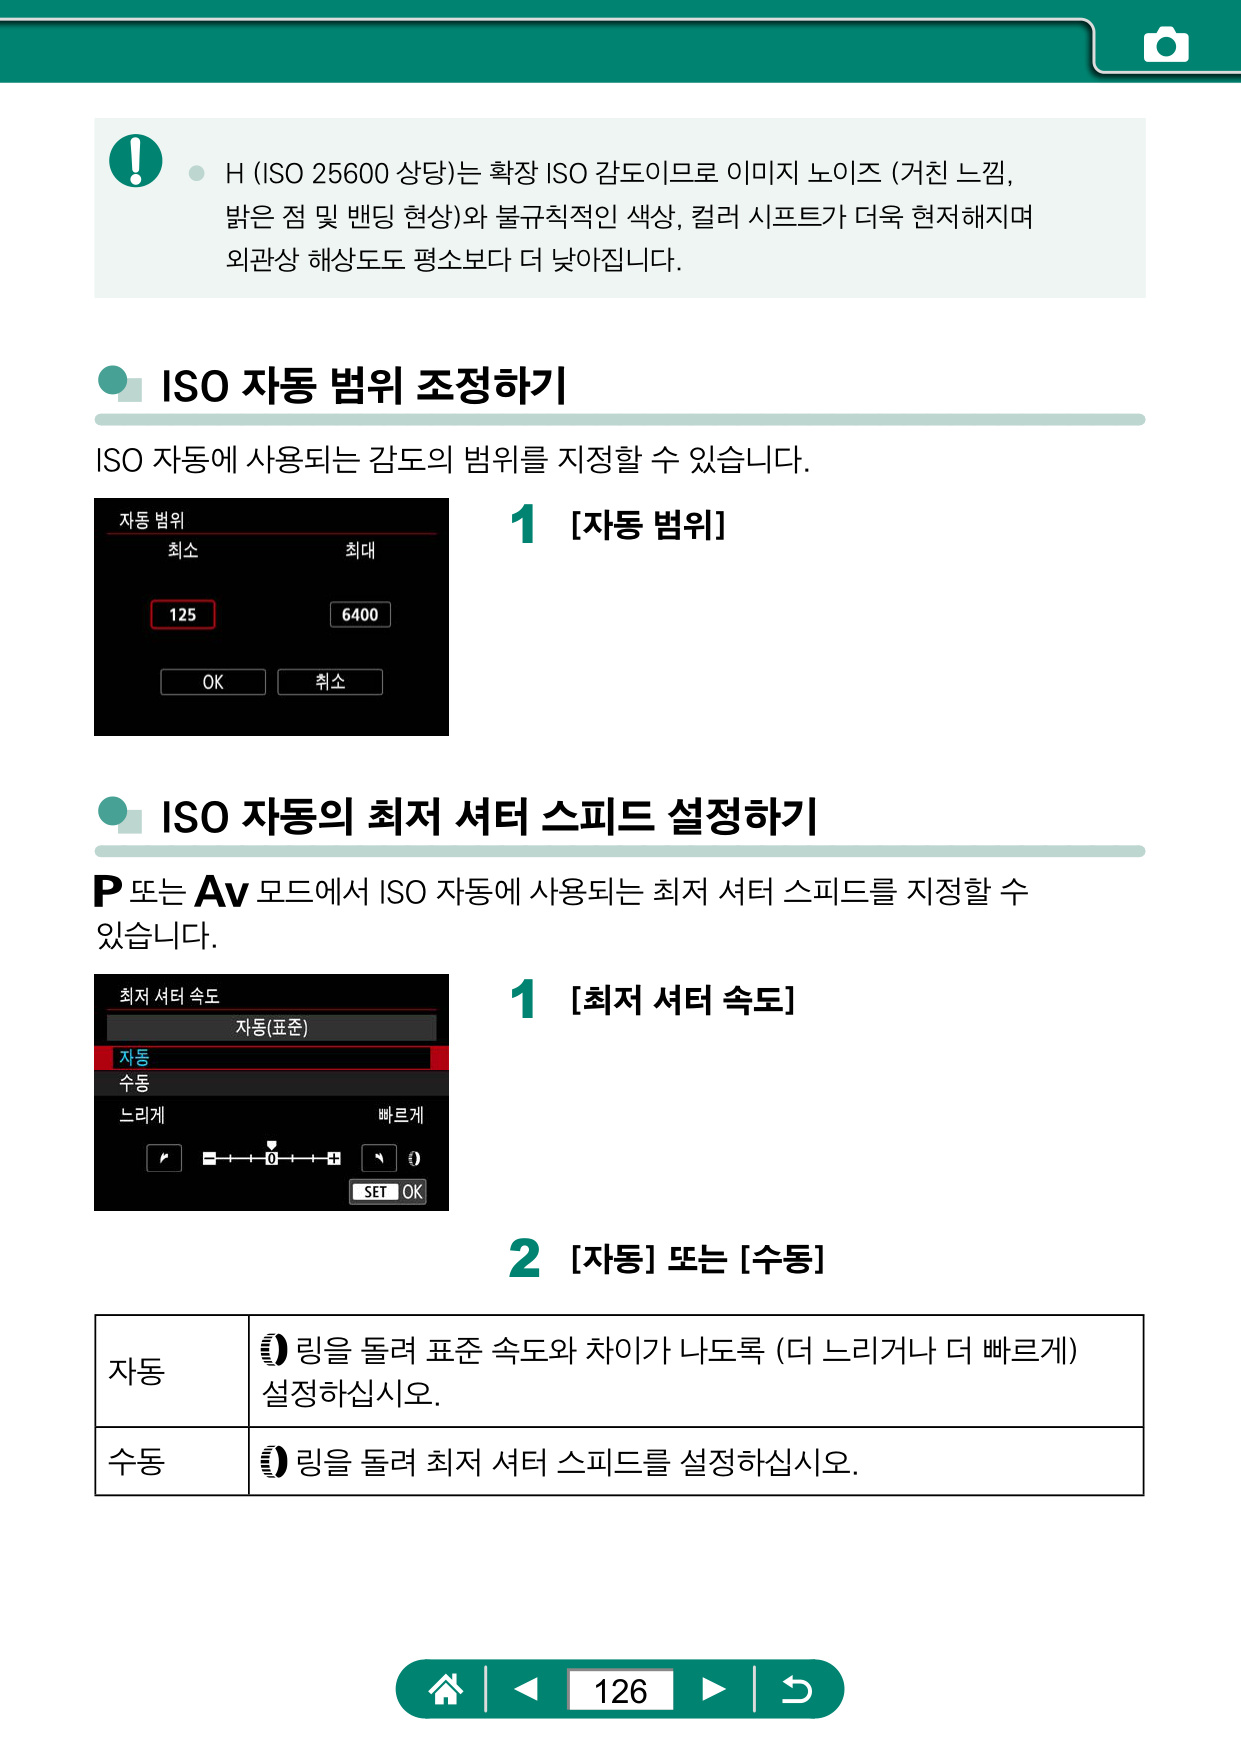 H (ISO 25600 상당)는 확장 ISO 감도이므로 이미지 노이즈 (거친 느낌,
밝은 점 및 밴딩 현상)와 불규칙적인 색상, 컬러 시프트가 더욱 현저해지며
외관상 해상도도 평소보다 더 낮아집니다.
ISO 자동 범위 조정하기
ISO 자동에 사용되는 감도의 범위를 지정할 수 있습니다.
자동 범위
최소 최대
125 6400
OK 취소
1 [자동 범위]
ISO 자동의 최저 셔터 스피드 설정하기
P 또는 Av 모드에서 ISO 자동에 사용되는 최저 셔터 스피드를 지정할 수
있습니다.
최저 셔터 속도
자동(표준)
자동
수동
느리게 빠르게
0
SET OK
1 [최저 셔터 속도]
2 [자동] 또는 [수동]
자동
링을 돌려 표준 속도와 차이가 나도록 (더 느리거나 더 빠르게)
설정하십시오.
수동
링을 돌려 최저 셔터 스피드를 설정하십시오.
126